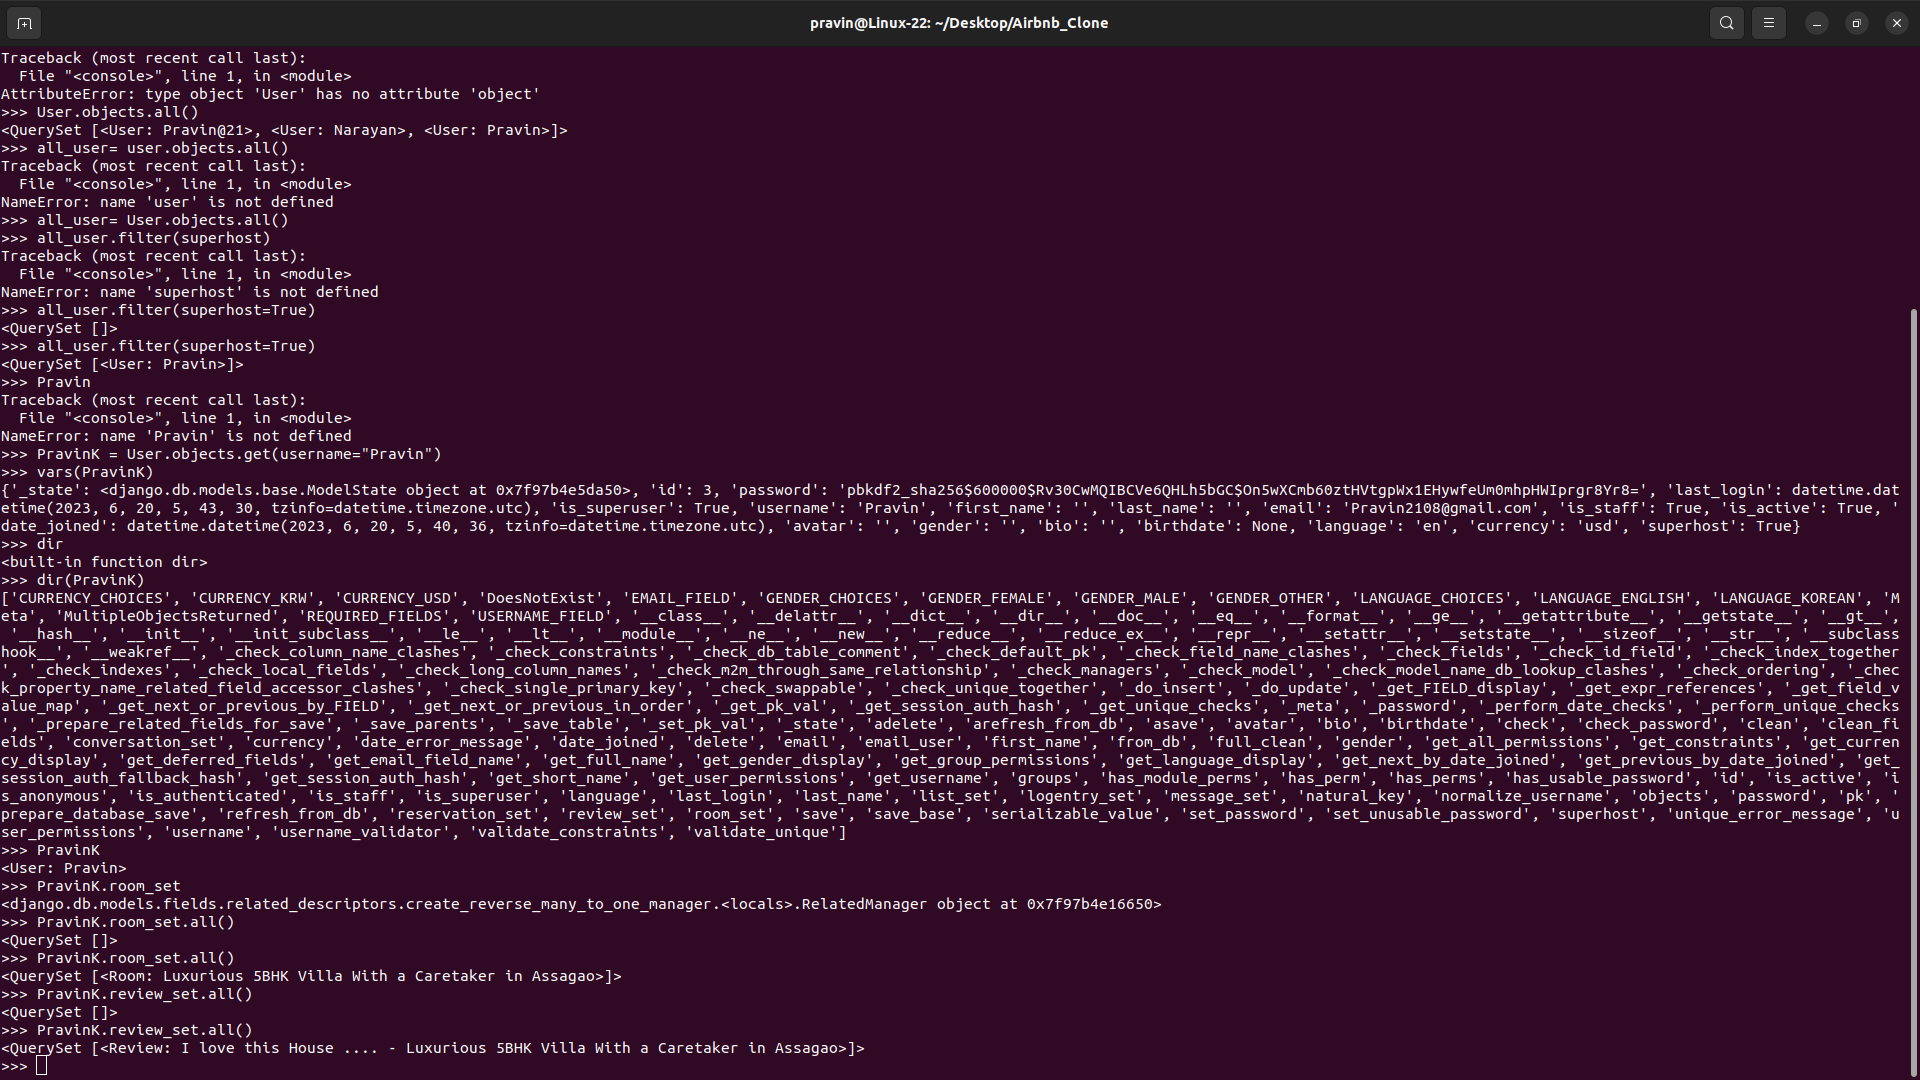 pravin@Linux-22: ~/Desktop/Airbnb_Clone
Traceback (most recent call last):
  File "<console>", line 1, in <module>
AttributeError: type object 'User' has no attribute 'object'
>>> User.objects.all()
<QuerySet [<User: Pravin@21>, <User: Narayan>, <User: Pravin>]>
>>> all_user= user.objects.all()
Traceback (most recent call last):
  File "<console>", line 1, in <module>
NameError: name 'user' is not defined
>>> all_user= User.objects.all()
>>> all_user.filter(superhost)
Traceback (most recent call last):
  File "<console>", line 1, in <module>
NameError: name 'superhost' is not defined
>>> all_user.filter(superhost=True)
<QuerySet []>
>>> all_user.filter(superhost=True)
<QuerySet [<User: Pravin>]>
>>> Pravin
Traceback (most recent call last):
  File "<console>", line 1, in <module>
NameError: name 'Pravin' is not defined
>>> PravinK = User.objects.get(username="Pravin")
>>> vars(PravinK)
{'_state': <django.db.models.base.ModelState object at 0x7f97b4e5da50>, 'id': 3, 'password': 'pbkdf2_sha256$600000$Rv30CwMQIBCVe6QHLh5bGC$On5wXCmb60ztHVtgpWx1EHywfeUm0mhpHWIprgr8Yr8=', 'last_login': datetime.dat
etime(2023, 6, 20, 5, 43, 30, tzinfo=datetime.timezone.utc), 'is_superuser': True, 'username': 'Pravin', 'first_name': '', 'last_name': '', 'email': 'Pravin2108@gmail.com', 'is_staff': True, 'is_active': True, '
date_joined': datetime.datetime(2023, 6, 20, 5, 40, 36, tzinfo=datetime.timezone.utc), 'avatar': '', 'gender': '', 'bio': '', 'birthdate': None, 'language': 'en', 'currency': 'usd', 'superhost': True}
>>> dir
<built-in function dir>
>>> dir(PravinK)
['CURRENCY_CHOICES', 'CURRENCY_KRW', 'CURRENCY_USD', 'DoesNotExist', 'EMAIL_FIELD', 'GENDER_CHOICES', 'GENDER_FEMALE', 'GENDER_MALE', 'GENDER_OTHER', 'LANGUAGE_CHOICES', 'LANGUAGE_ENGLISH', 'LANGUAGE_KOREAN', 'M
eta', 'MultipleObjectsReturned', 'REQUIRED_FIELDS', 'USERNAME_FIELD', '__class__', '__delattr__', '__dict__', '__dir__', '__doc__', '__eq__', '__format__', '__ge__', '__getattribute__', '__getstate__', '__gt__',
 '__hash__', '__init__', '__init_subclass__', '__le__', '__lt__', '__module__', '__ne__', '__new__', '__reduce__', '__reduce_ex__', '__repr__', '__setattr__', '__setstate__', '__sizeof__', '__str__', '__subclass
hook__', '__weakref__', '_check_column_name_clashes', '_check_constraints', '_check_db_table_comment', '_check_default_pk', '_check_field_name_clashes', '_check_fields', '_check_id_field', '_check_index_together
', '_check_indexes', '_check_local_fields', '_check_long_column_names', '_check_m2m_through_same_relationship', '_check_managers', '_check_model', '_check_model_name_db_lookup_clashes', '_check_ordering', '_chec
k_property_name_related_field_accessor_clashes', '_check_single_primary_key', '_check_swappable', '_check_unique_together', '_do_insert', '_do_update', '_get_FIELD_display', '_get_expr_references', '_get_field_v
alue_map', '_get_next_or_previous_by_FIELD', '_get_next_or_previous_in_order', '_get_pk_val', '_get_session_auth_hash', '_get_unique_checks', '_meta', '_password', '_perform_date_checks', '_perform_unique_checks
', '_prepare_related_fields_for_save', '_save_parents', '_save_table', '_set_pk_val', '_state', 'adelete', 'arefresh_from_db', 'asave', 'avatar', 'bio', 'birthdate', 'check', 'check_password', 'clean', 'clean_fi
elds', 'conversation_set', 'currency', 'date_error_message', 'date_joined', 'delete', 'email', 'email_user', 'first_name', 'from_db', 'full_clean', 'gender', 'get_all_permissions', 'get_constraints', 'get_curren
cy_display', 'get_deferred_fields', 'get_email_field_name', 'get_full_name', 'get_gender_display', 'get_group_permissions', 'get_language_display', 'get_next_by_date_joined', 'get_previous_by_date_joined', 'get_
session_auth_fallback_hash', 'get_session_auth_hash', 'get_short_name', 'get_user_permissions', 'get_username', 'groups', 'has_module_perms', 'has_perm', 'has_perms', 'has_usable_password', 'id', 'is_active', 'i
s_anonymous', 'is_authenticated', 'is_staff', 'is_superuser', 'language', 'last_login', 'last_name', 'list_set', 'logentry_set', 'message_set', 'natural_key', 'normalize_username', 'objects', 'password', 'pk', '
prepare_database_save', 'refresh_from_db', 'reservation_set', 'review_set', 'room_set', 'save', 'save_base', 'serializable_value', 'set_password', 'set_unusable_password', 'superhost', 'unique_error_message', 'u
ser_permissions', 'username', 'username_validator', 'validate_constraints', 'validate_unique']
>>> PravinK
<User: Pravin>
>>> PravinK.room_set
<django.db.models.fields.related_descriptors.create_reverse_many_to_one_manager.<locals>.RelatedManager object at 0x7f97b4e16650>
>>> PravinK.room_set.all()
<QuerySet []>
>>> PravinK.room_set.all()
<QuerySet [<Room: Luxurious 5BHK Villa With a Caretaker in Assagao>]>
>>> PravinK.review_set.all()
<QuerySet []>
>>> PravinK.review_set.all()
<QuerySet [<Review: I love this House .... - Luxurious 5BHK Villa With a Caretaker in Assagao>]>
>>>